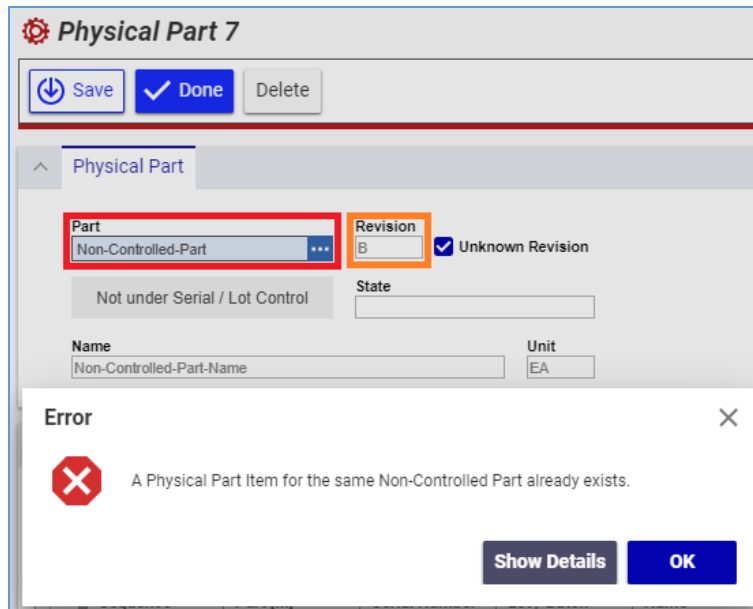 Physical Part 7
Save Done Delete
Physical Part
Part Revision
Non-Controlled-Part ... B Unknown Revision
Not under Serial / Lot Control State
Name Unit
Non-Controlled-Part-Name EA
Error
A Physical Part Item for the same Non-Controlled Part already exists.
Show Details OK